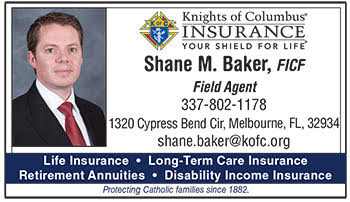 Knights of Columbus®
INSURANCE
YOUR SHIELD FOR LIFE®
Shane M. Baker, FICF
Field Agent
337-802-1178
1320 Cypress Bend Cir, Melbourne, FL, 32934
shane.baker@kofc.org
Life Insurance • Long-Term Care Insurance
Retirement Annuities • Disability Income Insurance
Protecting Catholic families since 1882.